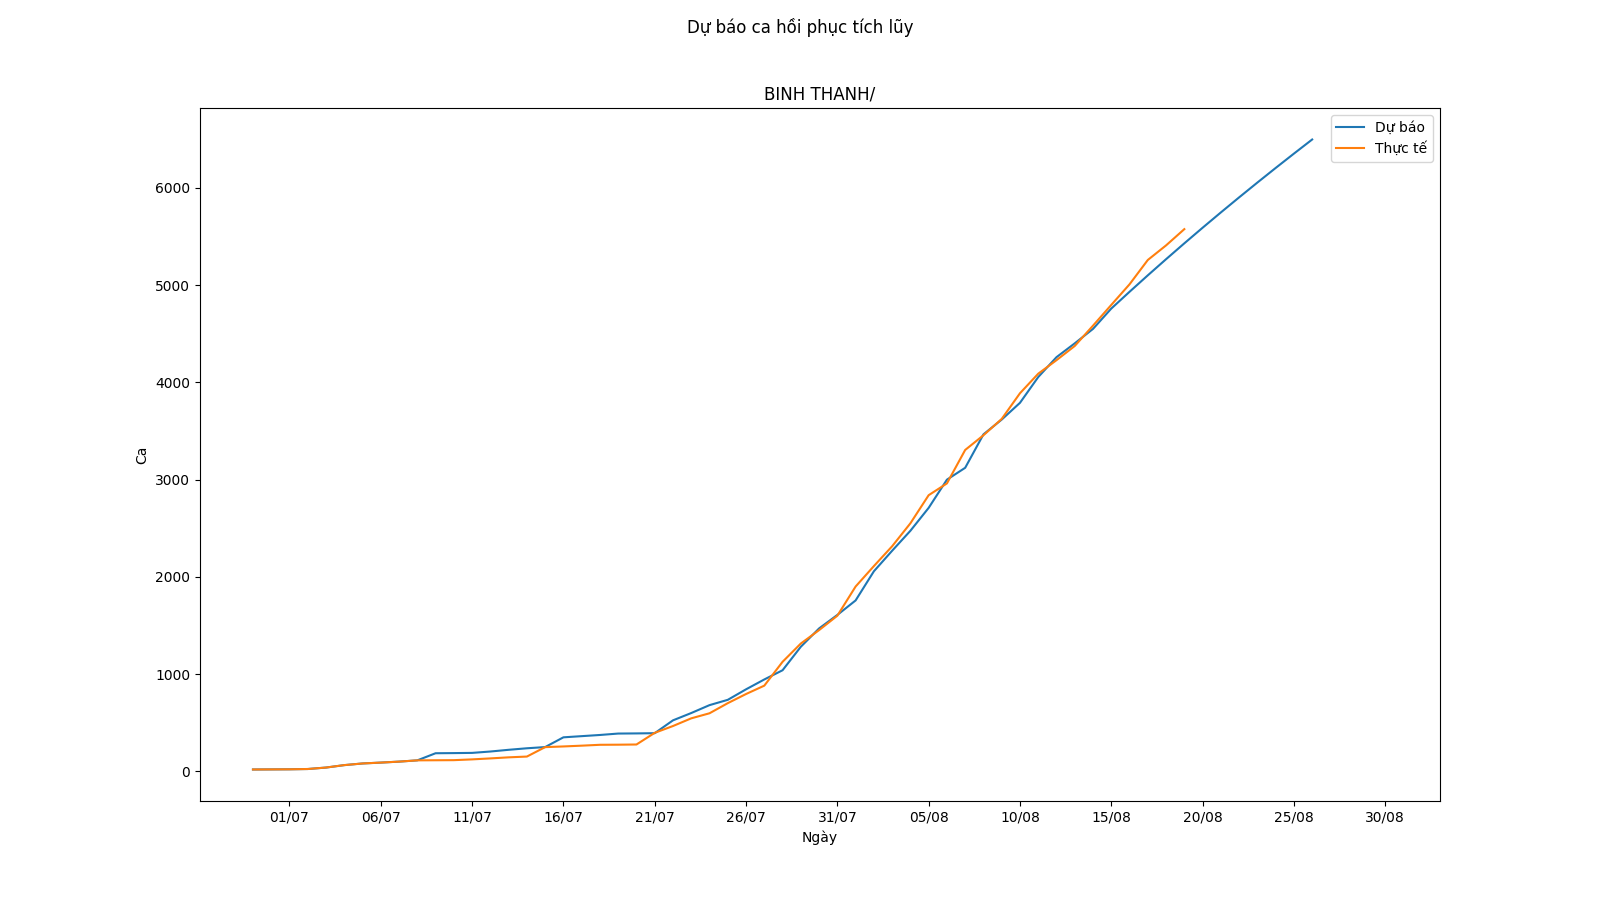 Dự báo ca hồi phục tích lũy
BINH THANH/
Dự báo
Thực tế
6000
5000
4000
3000
2000
1000
0
Ca
01/07 06/07 11/07 16/07 21/07 26/07 31/07 05/08 10/08 15/08 20/08 25/08 30/08
Ngày